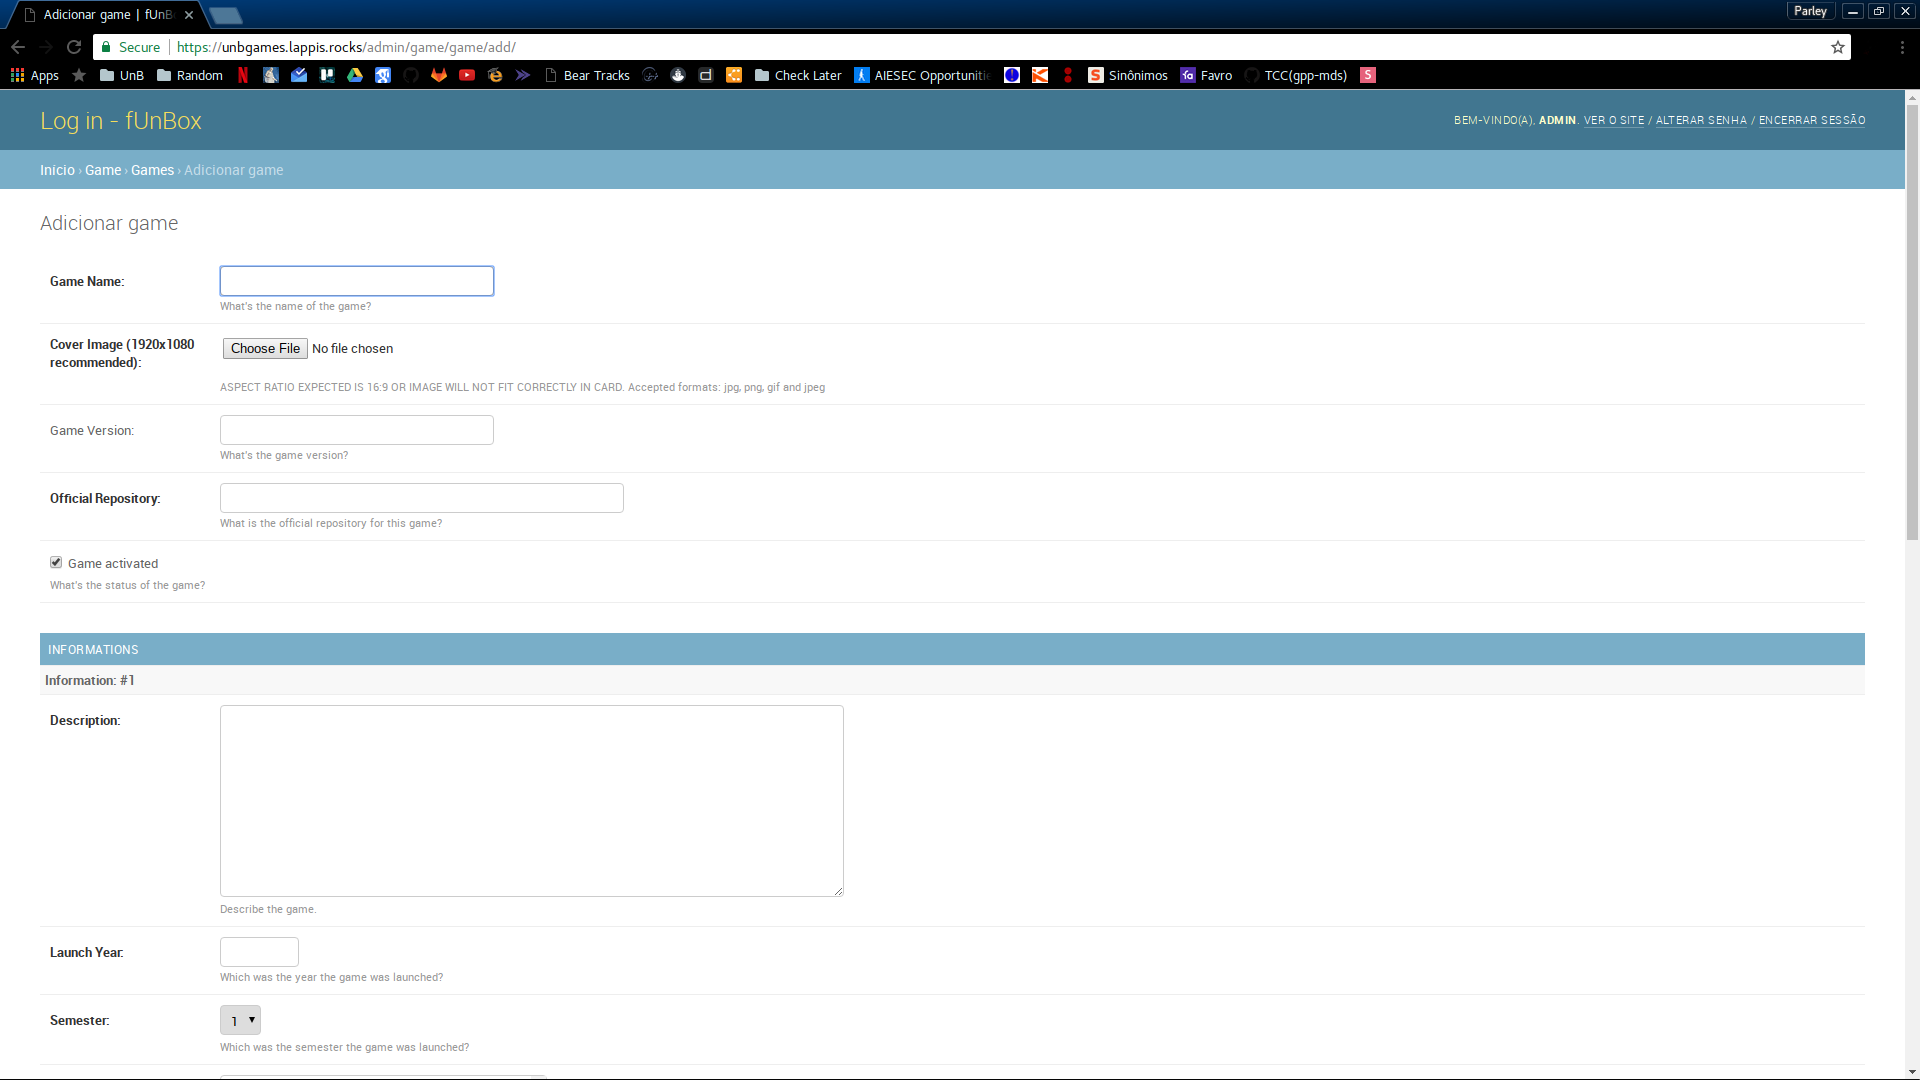 Adicionar game | fUnB
Parley
Secure
https://unbgames.lappis.rocks/admin/game/game/add/
Apps
UnB
Random
Bear Tracks
Check Later
AIESEC Opportuniti
Sinônimos
Favro
TCC(gpp-mds)
Log in - fUnBox
BEM-VINDO(A), ADMIN. VER O SITE / ALTERAR SENHA / ENCERRAR SESSÃO
Início › Game › Games › Adicionar game
Adicionar game
Game Name:
What's the name of the game?
Cover Image (1920x1080
recommended):
Choose File No file chosen
ASPECT RATIO EXPECTED IS 16:9 OR IMAGE WILL NOT FIT CORRECTLY IN CARD. Accepted formats: jpg, png, gif and jpeg
Game Version:
What's the game version?
Official Repository:
What is the official repository for this game?
Game activated
What's the status of the game?
INFORMATIONS
Information: #1
Description:
Describe the game.
Launch Year:
Which was the year the game was launched?
Semester:
1
Which was the semester the game was launched?